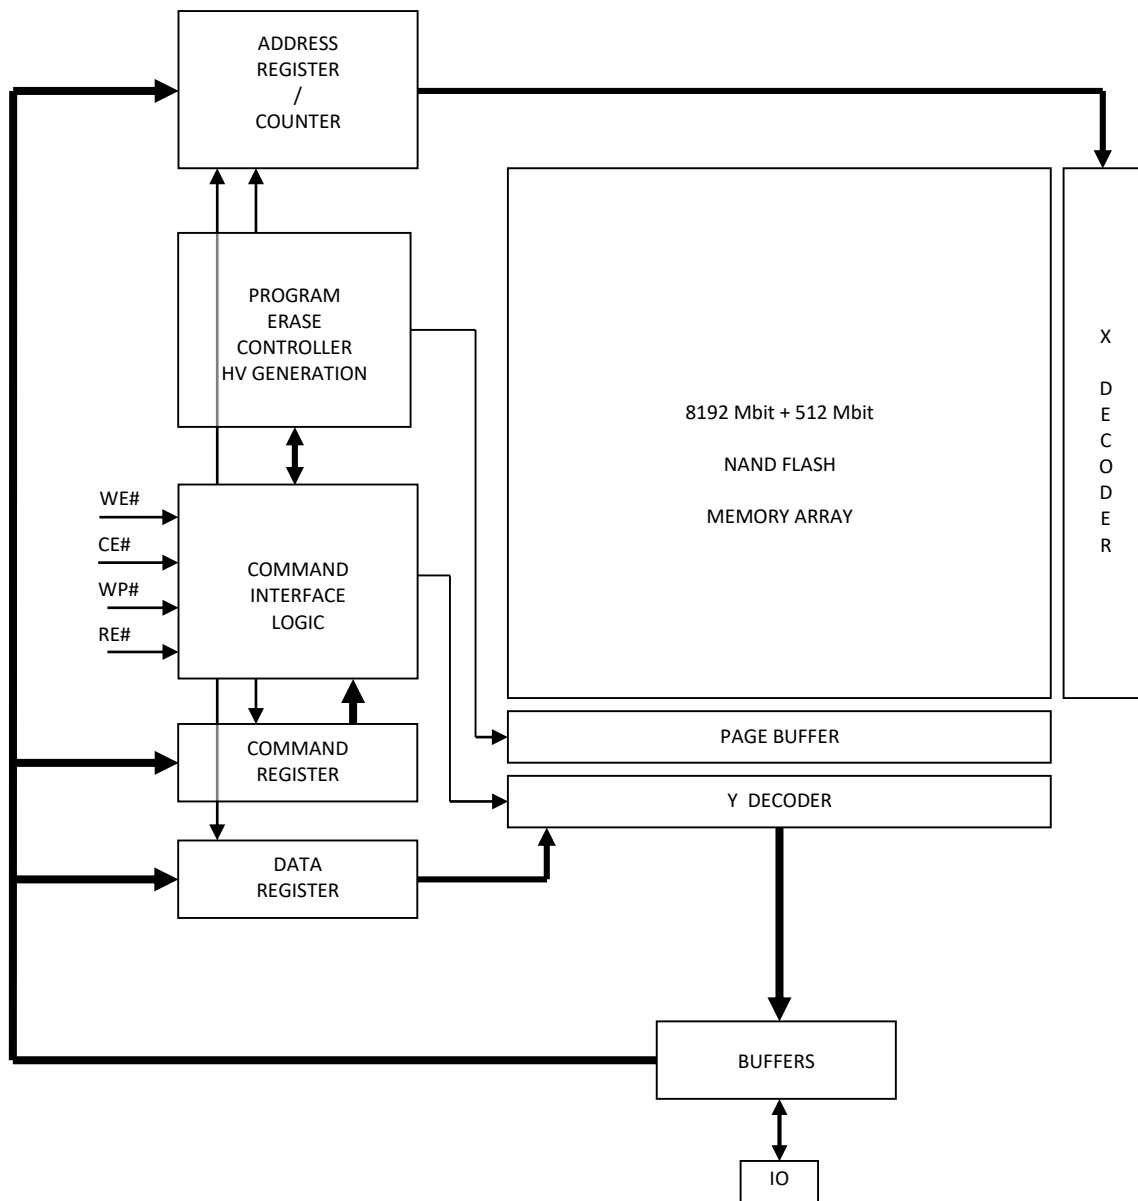 ADDRESS
REGISTER
/
COUNTER
PROGRAM
ERASE
CONTROLLER
HV GENERATION
X
D
E
C
O
D
E
R
8192 Mbit + 512 Mbit
NAND FLASH
MEMORY ARRAY
WE#
CE#
WP#
RE#
COMMAND
INTERFACE
LOGIC
COMMAND
REGISTER
PAGE BUFFER
Y DECODER
DATA
REGISTER
BUFFERS
IO